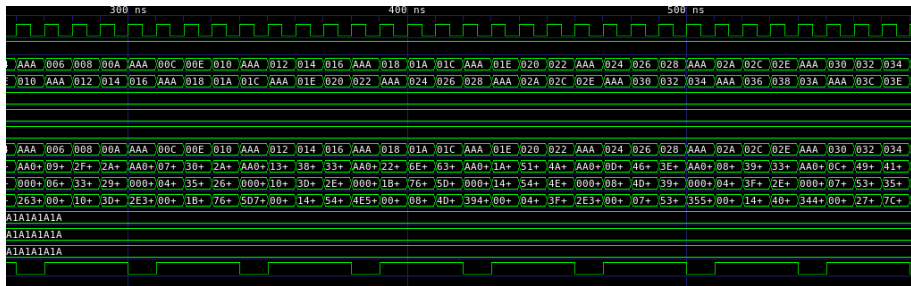 300 ns 400 ns 500 ns
AAA 006 008 00A AAA 00C 00E 010 AAA 012 014 016 AAA 018 01A 01C AAA 01E 020 022 AAA 024 026 028 AAA 02A 02C 02E AAA 030 032 034
010 AAA 012 014 016 AAA 018 01A 01C AAA 01E 020 022 AAA 024 026 028 AAA 02A 02C 02E AAA 030 032 034 AAA 036 038 03A AAA 03C 03E
AAA 006 008 00A AAA 00C 00E 010 AAA 012 014 016 AAA 018 01A 01C AAA 01E 020 022 AAA 024 026 028 AAA 02A 02C 02E AAA 030 032 034
AA0+ 09+ 2F+ 2A+ AA0+ 07+ 30+ 2A+ AA0+ 13+ 38+ 33+ AA0+ 22+ 6E+ 63+ AA0+ 1A+ 51+ 4A+ AA0+ 0D+ 46+ 3E+ AA0+ 08+ 39+ 33+ AA0+ 0C+ 49+ 41+
000+ 06+ 33+ 29+ 000+ 04+ 35+ 26+ 000+ 10+ 3D+ 2E+ 000+ 1B+ 76+ 5D+ 000+ 14+ 54+ 4E+ 000+ 08+ 4D+ 39+ 000+ 04+ 3F+ 2E+ 000+ 07+ 53+ 35+
263+ 00+ 10+ 3D+ 2E3+ 00+ 1B+ 76+ 5D7+ 00+ 14+ 54+ 4E5+ 00+ 08+ 4D+ 394+ 00+ 04+ 3F+ 2E3+ 00+ 07+ 53+ 355+ 00+ 14+ 40+ 344+ 00+ 27+ 7C+
A1A1A1A1A
A1A1A1A1A
A1A1A1A1A